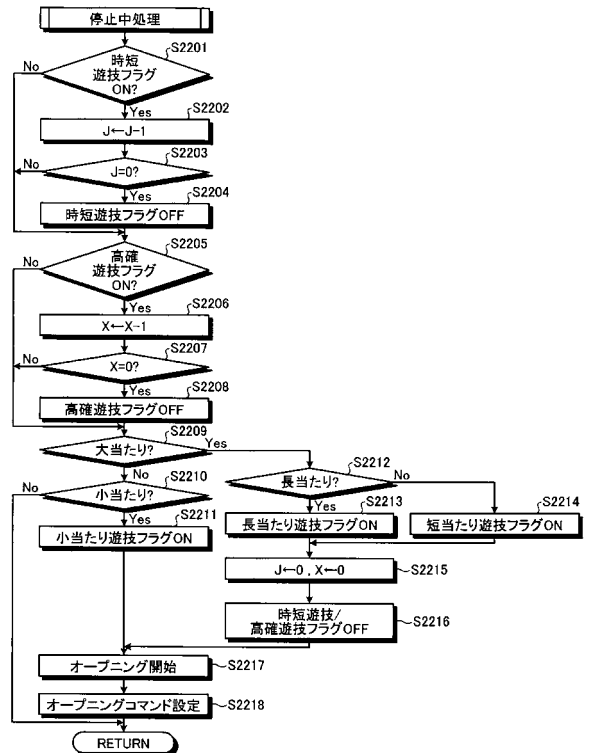 停止中処理
S2201
時短
遊技フラグ
ON?
No
Yes
S2202
J←J-1
S2203
No
J=0?
Yes
S2204
時短遊技フラグOFF
S2205
高確
遊技フラグ
ON?
No
Yes
S2206
X←X-1
S2207
No
X=0?
Yes
S2208
高確遊技フラグOFF
S2209
大当たり?
Yes
No
S2210
No
小当たり?
Yes
S2211
小当たり遊技フラグON
S2212
長当たり?
No
Yes
S2213
長当たり遊技フラグON
S2214
短当たり遊技フラグON
J←0 , X←0
S2215
時短遊技/
高確遊技フラグOFF
S2216
オープニング開始
S2217
オープニングコマンド設定
S2218
RETURN